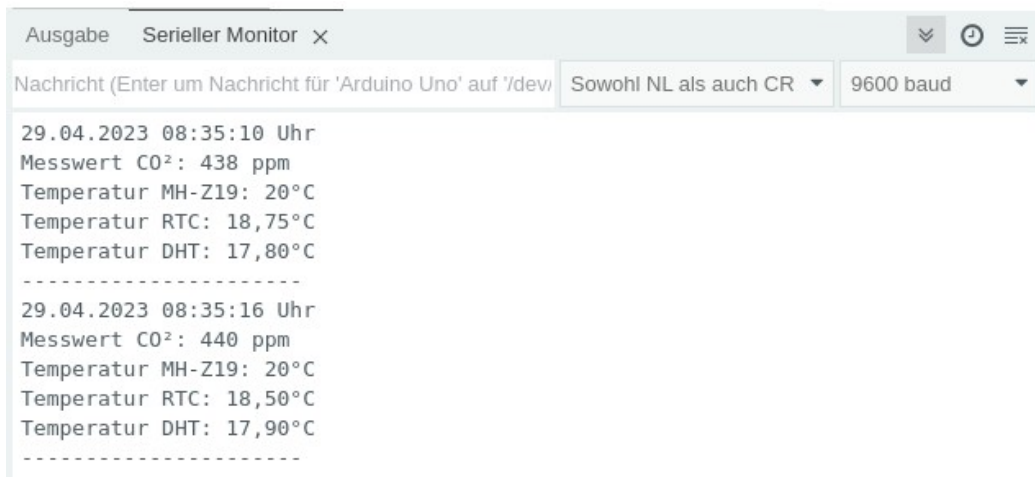 Ausgabe Serieller Monitor ×
Nachricht (Enter um Nachricht für 'Arduino Uno' auf '/dev/ Sowohl NL als auch CR 9600 baud
29.04.2023 08:35:10 Uhr
Messwert CO²: 438 ppm
Temperatur MH-Z19: 20°C
Temperatur RTC: 18,75°C
Temperatur DHT: 17,80°C
----------------------
29.04.2023 08:35:16 Uhr
Messwert CO²: 440 ppm
Temperatur MH-Z19: 20°C
Temperatur RTC: 18,50°C
Temperatur DHT: 17,90°C
----------------------